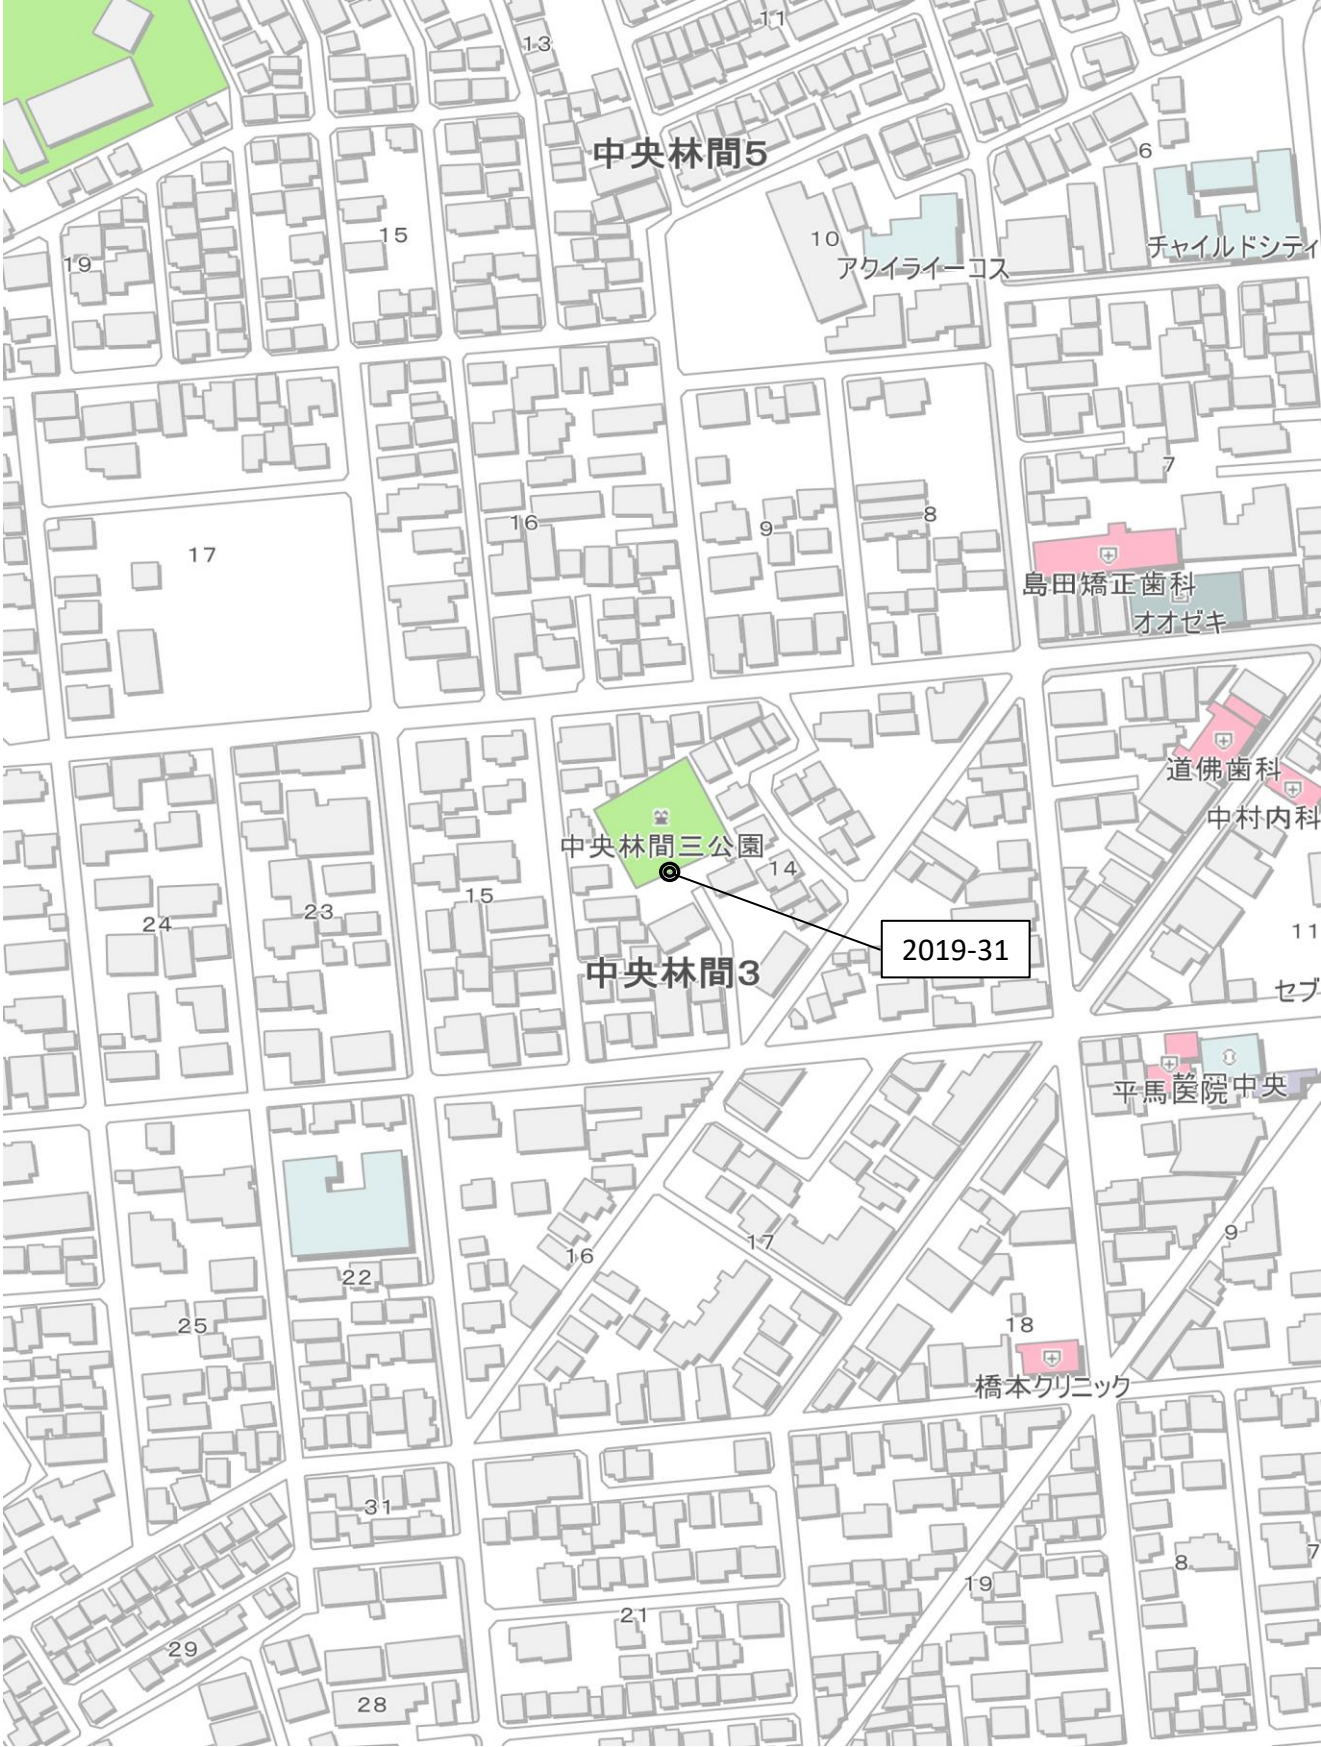 11
13
中央林間5
6
15
10
チャイルドシティ
19
アクイライーコス
7
16
9
8
17
島田矯正歯科
オオゼキ
道佛歯科
中村内科
中央林間三公園
14
15
23
24
11
2019-31
中央林間3
セブ
平馬医院
中央
9
16
17
22
25
18
橋本クリニック
31
8
7
19
21
29
28